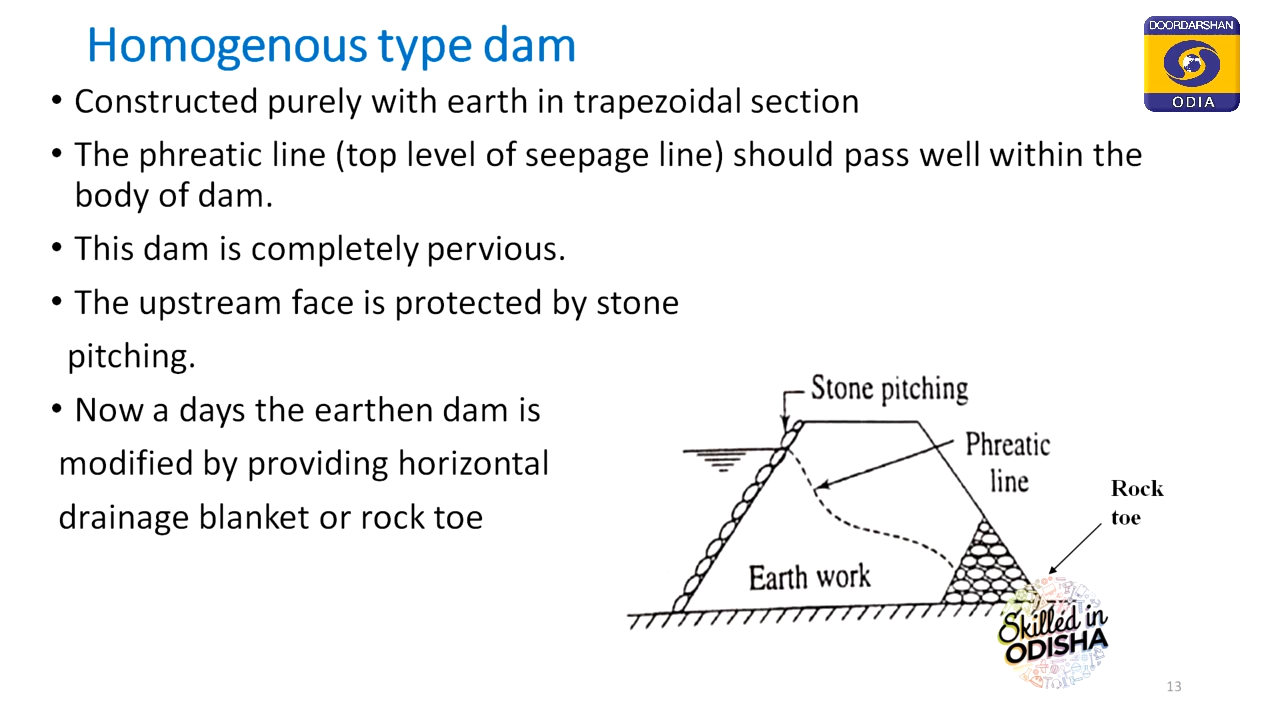 Homogenous type dam
DOORDARSHAN
ODIA
• Constructed purely with earth in trapezoidal section
• The phreatic line (top level of seepage line) should pass well within the
body of dam.
• This dam is completely pervious.
• The upstream face is protected by stone
pitching.
• Now a days the earthen dam is
modified by providing horizontal
drainage blanket or rock toe
Stone pitching
Phreatic
line
Rock
toe
Earth work
Skilled in
ODISHA
13